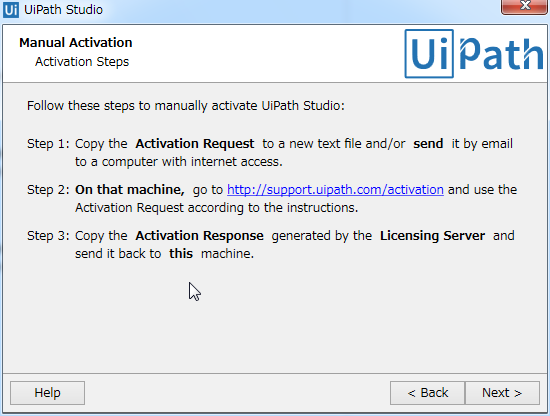 UiPath Studio
Manual Activation
Activation Steps
UiPath
Follow these steps to manually activate UiPath Studio:
Step 1: Copy the Activation Request to a new text file and/or send it by email
to a computer with internet access.
Step 2: On that machine, go to http://support.uipath.com/activation and use the
Activation Request according to the instructions.
Step 3: Copy the Activation Response generated by the Licensing Server and
send it back to this machine.
Help
< Back
Next >